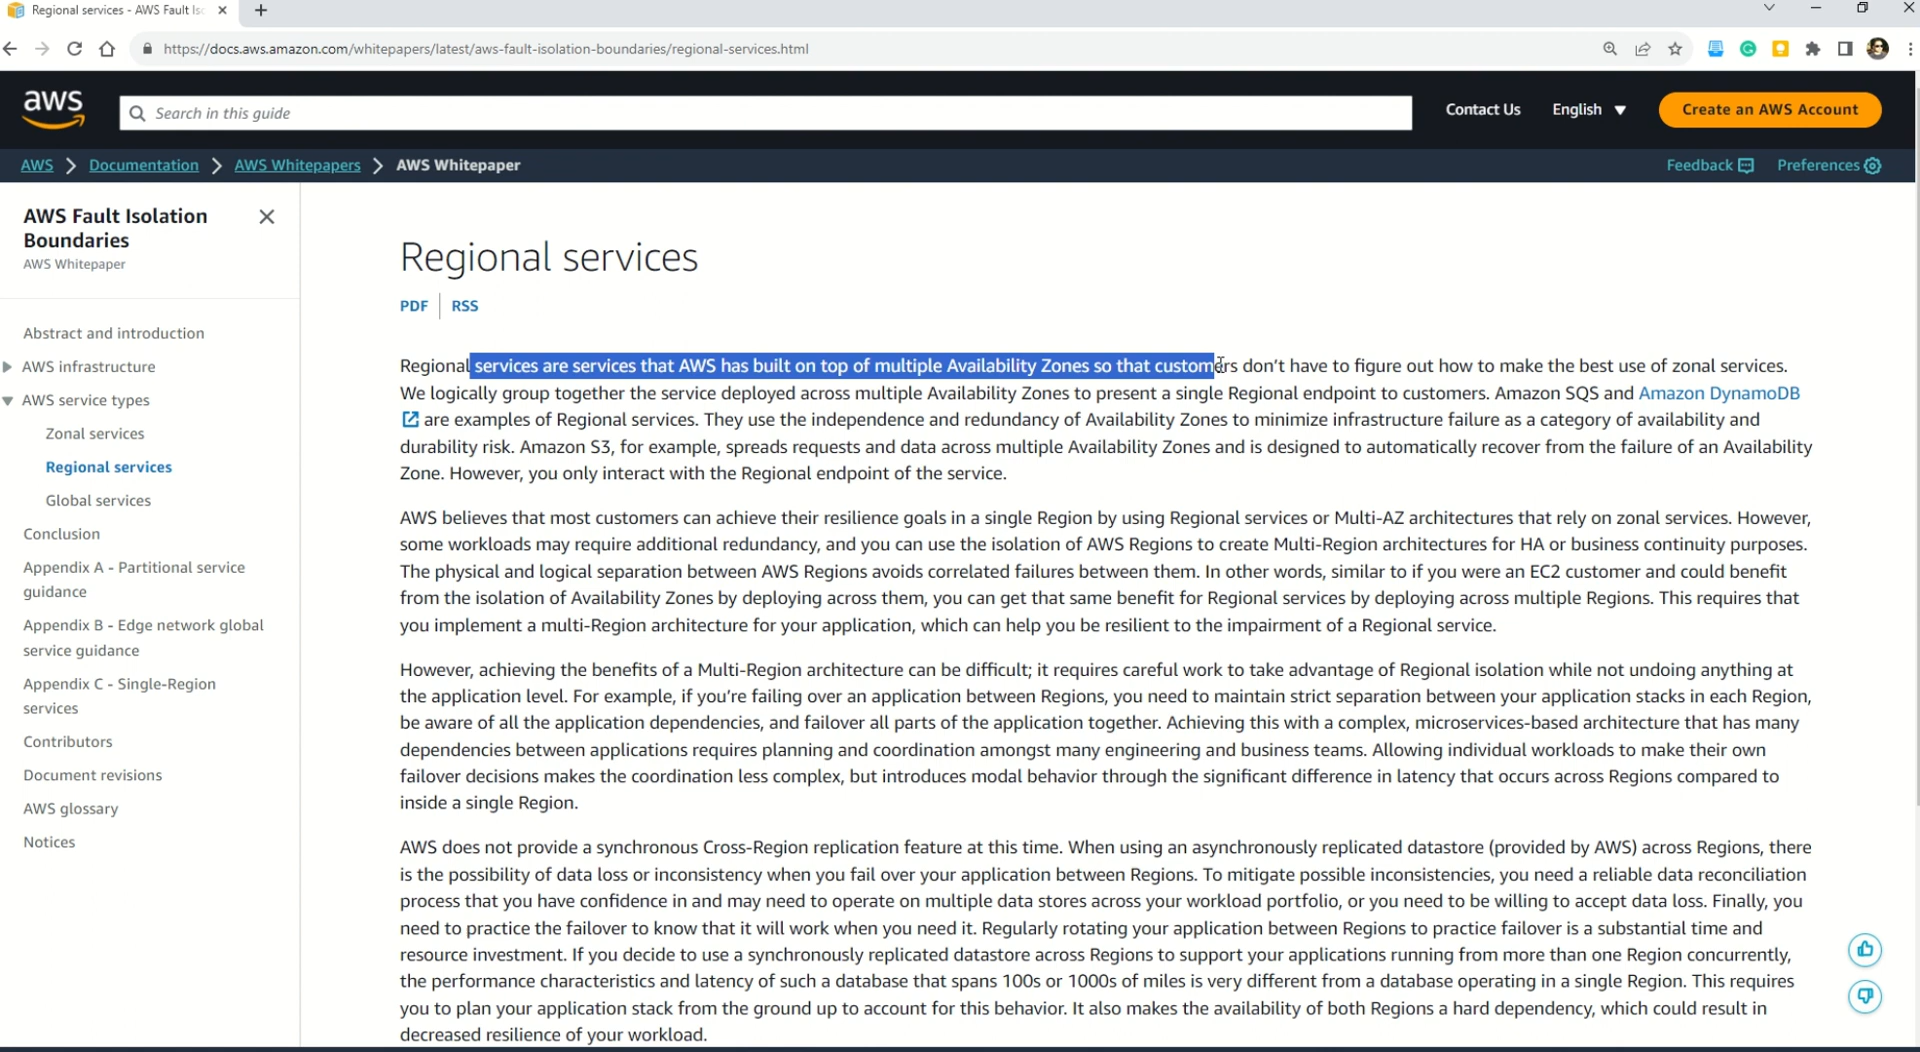 Regional services - AWS Fault Iso
https://docs.aws.amazon.com/whitepapers/latest/aws-fault-isolation-boundaries/regional-services.html
aws
Search in this guide
Contact Us
English
Create an AWS Account
AWS
Documentation
AWS Whitepapers
AWS Whitepaper
Feedback
Preferences
AWS Fault Isolation
Boundaries
AWS Whitepaper
Abstract and introduction
AWS infrastructure
AWS service types
Zonal services
Regional services
Global services
Conclusion
Appendix A - Partitional service
guidance
Appendix B - Edge network global
service guidance
Appendix C - Single-Region
services
Contributors
Document revisions
AWS glossary
Notices
Regional services
PDF
RSS
Regional services are services that AWS has built on top of multiple Availability Zones so that customers don’t have to figure out how to make the best use of zonal services.
We logically group together the service deployed across multiple Availability Zones to present a single Regional endpoint to customers. Amazon SQS and Amazon DynamoDB
are examples of Regional services. They use the independence and redundancy of Availability Zones to minimize infrastructure failure as a category of availability and
durability risk. Amazon S3, for example, spreads requests and data across multiple Availability Zones and is designed to automatically recover from the failure of an Availability
Zone. However, you only interact with the Regional endpoint of the service.
AWS believes that most customers can achieve their resilience goals in a single Region by using Regional services or Multi-AZ architectures that rely on zonal services. However,
some workloads may require additional redundancy, and you can use the isolation of AWS Regions to create Multi-Region architectures for HA or business continuity purposes.
The physical and logical separation between AWS Regions avoids correlated failures between them. In other words, similar to if you were an EC2 customer and could benefit
from the isolation of Availability Zones by deploying across them, you can get that same benefit for Regional services by deploying across multiple Regions. This requires that
you implement a multi-Region architecture for your application, which can help you be resilient to the impairment of a Regional service.
However, achieving the benefits of a Multi-Region architecture can be difficult; it requires careful work to take advantage of Regional isolation while not undoing anything at
the application level. For example, if you’re failing over an application between Regions, you need to maintain strict separation between your application stacks in each Region,
be aware of all the application dependencies, and failover all parts of the application together. Achieving this with a complex, microservices-based architecture that has many
dependencies between applications requires planning and coordination amongst many engineering and business teams. Allowing individual workloads to make their own
failover decisions makes the coordination less complex, but introduces modal behavior through the significant difference in latency that occurs across Regions compared to
inside a single Region.
AWS does not provide a synchronous Cross-Region replication feature at this time. When using an asynchronously replicated datastore (provided by AWS) across Regions, there
is the possibility of data loss or inconsistency when you fail over your application between Regions. To mitigate possible inconsistencies, you need a reliable data reconciliation
process that you have confidence in and may need to operate on multiple data stores across your workload portfolio, or you need to be willing to accept data loss. Finally, you
need to practice the failover to know that it will work when you need it. Regularly rotating your application between Regions to practice failover is a substantial time and
resource investment. If you decide to use a synchronously replicated datastore across Regions to support your applications running from more than one Region concurrently,
the performance characteristics and latency of such a database that spans 100s or 1000s of miles is very different from a database operating in a single Region. This requires
you to plan your application stack from the ground up to account for this behavior. It also makes the availability of both Regions a hard dependency, which could result in
decreased resilience of your workload.